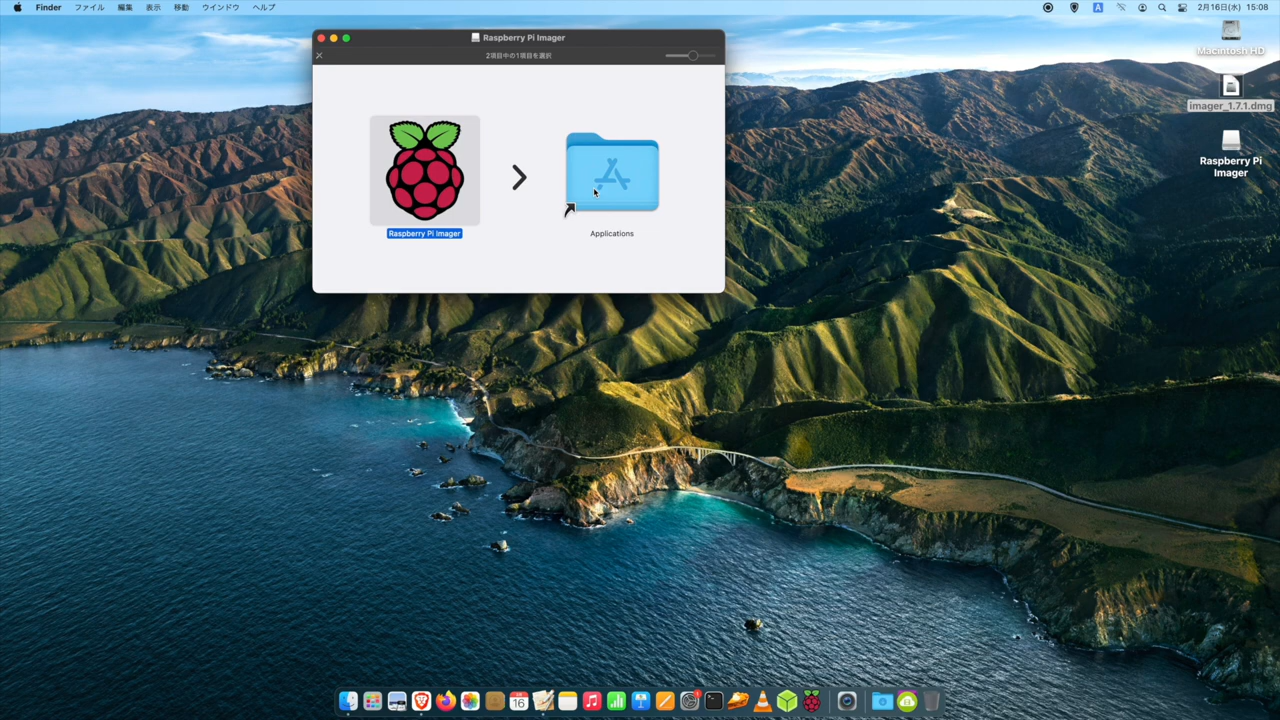 Finder ファイル 編集 表示 移動 ウインドウ ヘルプ
A
2月16日(水) 15:08
Raspberry Pi Imager
2項目中の1項目を選択
Raspberry Pi Imager
Applications
Macintosh HD
imager_1.7.1.dmg
Raspberry Pi
Imager
16